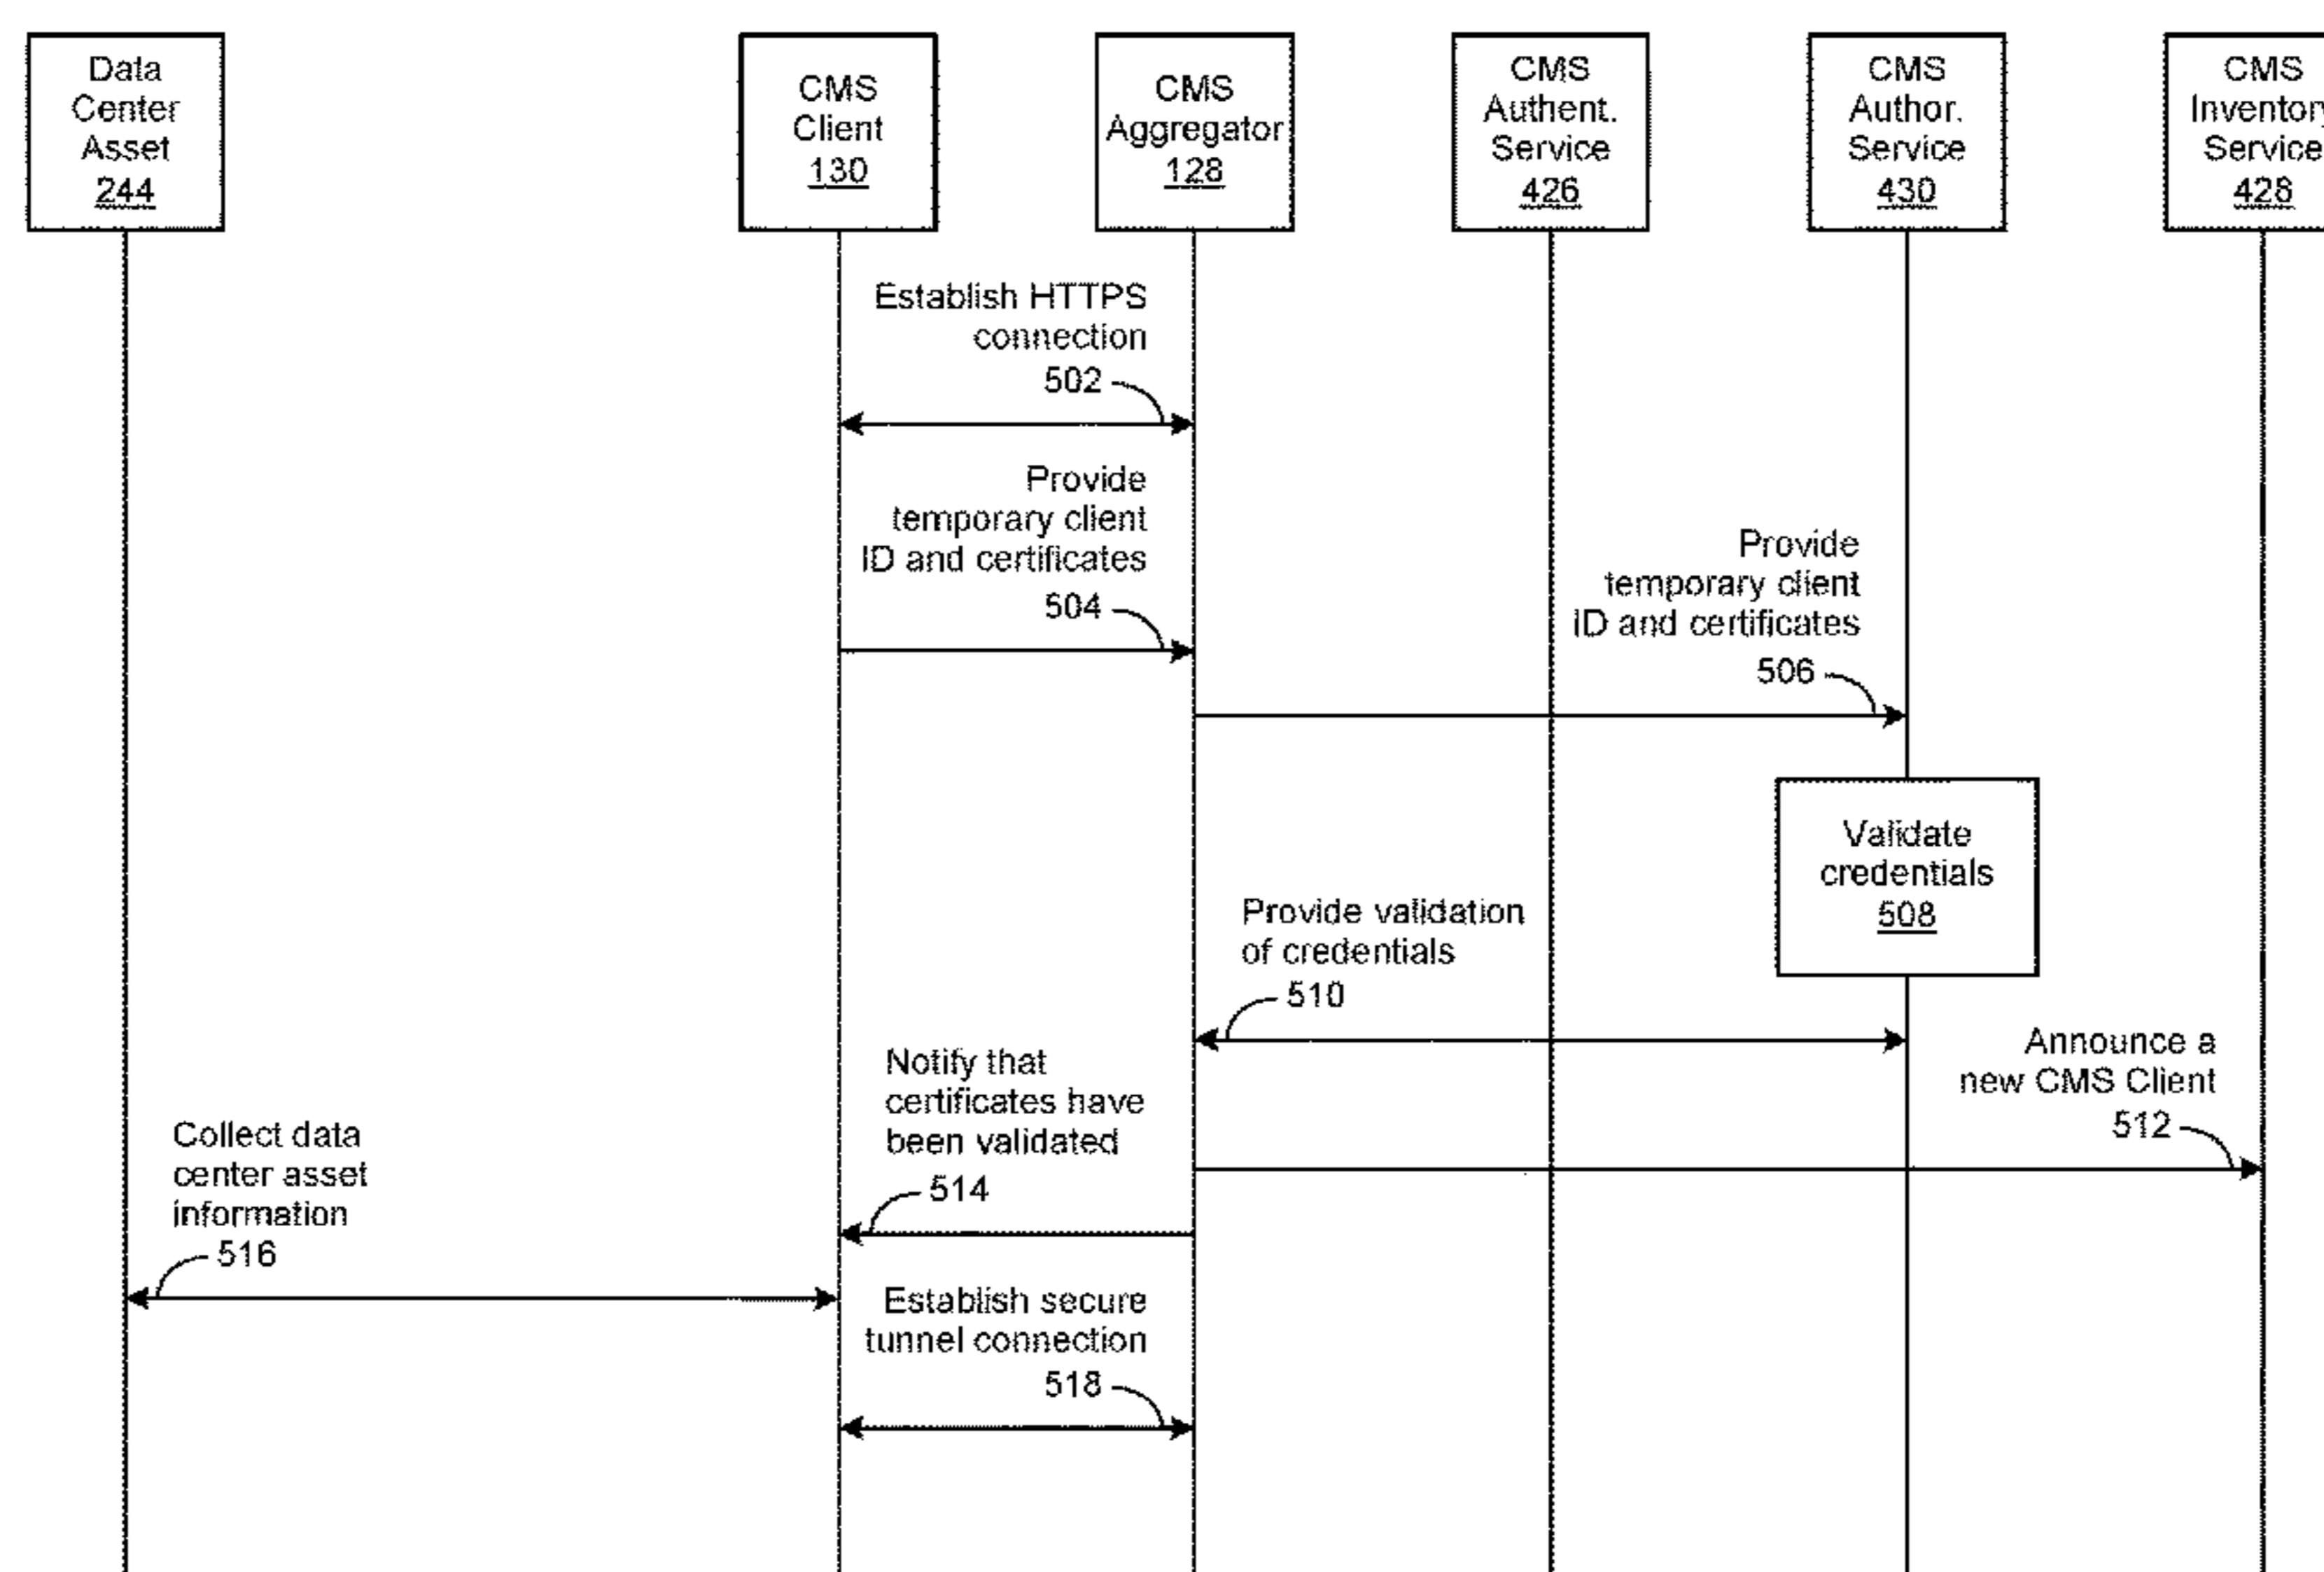 Data
Center
Asset
244
CMS
Client
130
CMS
Aggregator
128
CMS
Authent.
Service
426
CMS
Author.
Service
430
CMS
Inventory
Service
428
Establish HTTPS
connection
502
Provide
temporary client
ID and certificates
504
Provide
temporary client
ID and certificates
506
Validate
credentials
508
Provide validation
of credentials
510
Announce a
new CMS Client
512
Notify that
certificates have
been validated
514
Collect data
center asset
information
516
Establish secure
tunnel connection
518